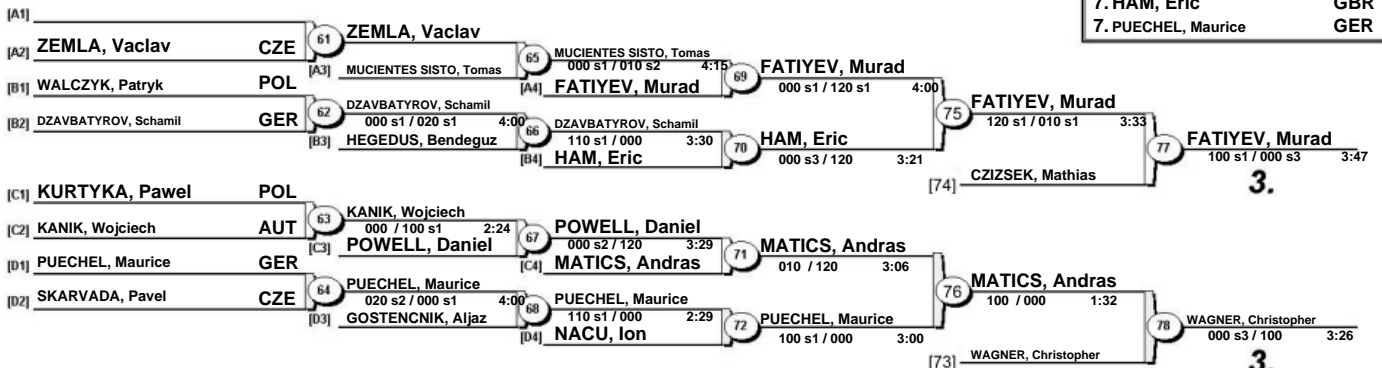 7. HAM, Eric GBR
7. PUECHEL, Maurice GER
[A1]
[A2] ZEMLA, Vaclav CZE
[B1] WALCZYK, Patryk POL
[B2] DZAVBATYROV, Schamil GER
[C1] KURTYKA, Pawel POL
[C2] KANIK, Wojciech AUT
[D1] PUECHEL, Maurice GER
[D2] SKARVADA, Pavel CZE
61 ZEMLA, Vaclav
[A3] MUCIENTES SISTO, Tomas
62 DZAVBATYROV, Schamil
000 s1 / 020 s1 4:00
[B3] HEGEDUS, Bendeguz
63 KANIK, Wojciech
000 / 100 s1 2:24
[C3] POWELL, Daniel
64 PUECHEL, Maurice
020 s2 / 000 s1 4:00
[D3] GOSTENCNIK, Aljaz
65 MUCIENTES SISTO, Tomas
000 s1 / 010 s2 4:15
[A4] FATIYEV, Murad
66 DZAVBATYROV, Schamil
110 s1 / 000 3:30
[B4] HAM, Eric
67 POWELL, Daniel
000 s2 / 120 3:29
[C4] MATICS, Andras
68 PUECHEL, Maurice
110 s1 / 000 2:29
[D4] NACU, Ion
69 FATIYEV, Murad
000 s1 / 120 s1 4:00
70 HAM, Eric
000 s3 / 120 3:21
71 MATICS, Andras
010 / 120 3:06
72 PUECHEL, Maurice
100 s1 / 000 3:00
75 FATIYEV, Murad
120 s1 / 010 s1 3:33
[74] CZIZSEK, Mathias
76 MATICS, Andras
100 / 000 1:32
[73] WAGNER, Christopher
77 FATIYEV, Murad
100 s1 / 000 s3 3:47
3.
78 WAGNER, Christopher
000 s3 / 100 3:26
3.